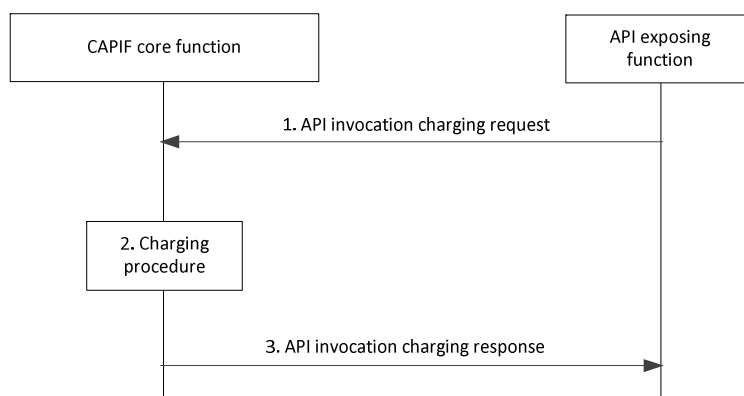 CAPIF core function
API exposing
function
1. API invocation charging request
2. Charging
procedure
3. API invocation charging response